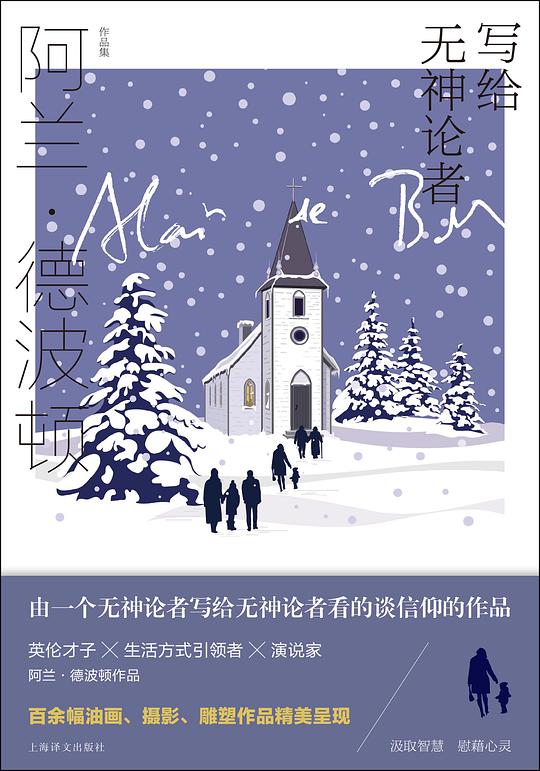 写给
无神论者
作品集
阿兰·德波顿
Alain de B
由一个无神论者写给无神论者看的谈信仰的作品
英伦才子╳生活方式引领者╳演说家
阿兰·德波顿作品
百余幅油画、摄影、雕塑作品精美呈现
上海译文出版社
汲取智慧 慰藉心灵